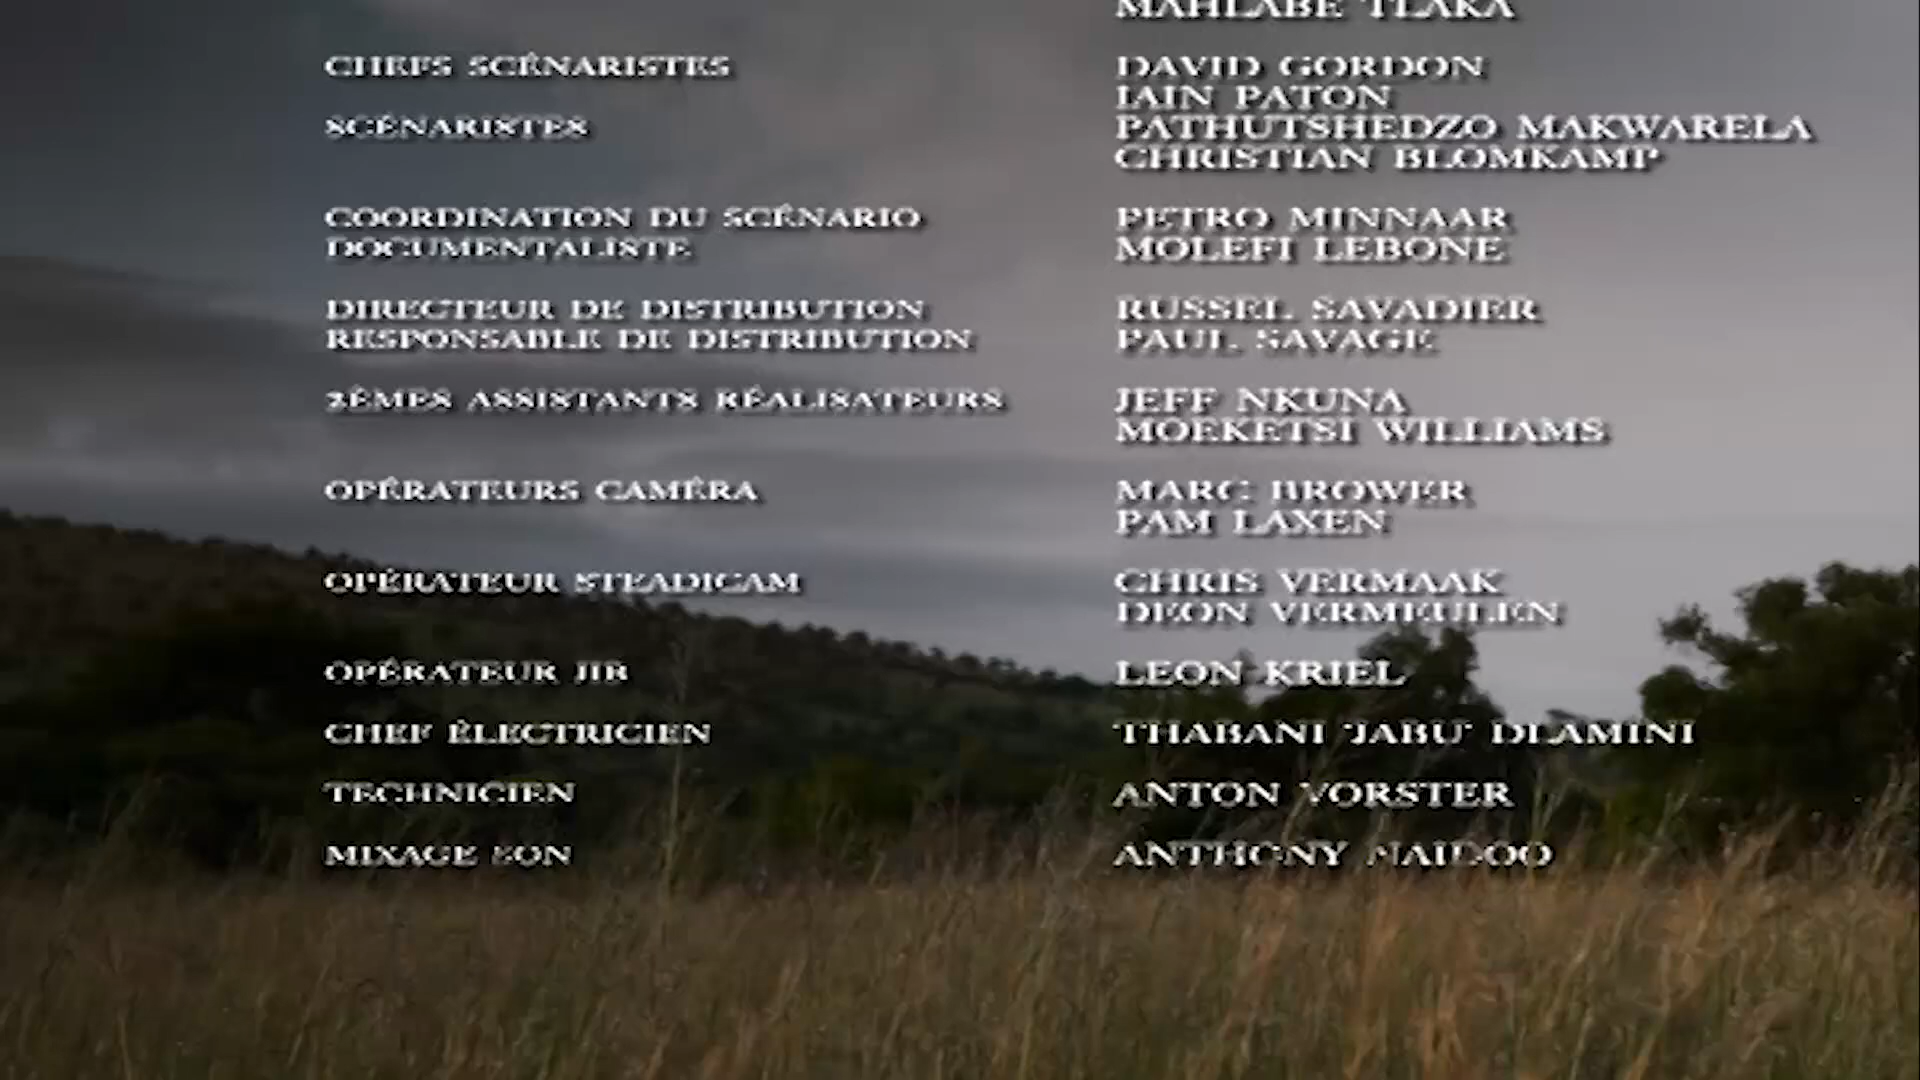 MAHLABE TLAKA
CHEFS SCÉNARISTES DAVID GORDON
IAIN PATON
SCÉNARISTES PATHUTSHEDZO MAKWARELA
CHRISTIAN BLOMKAMP
COORDINATION DU SCÉNARIO PETRO MINNAAR
DOCUMENTALISTE MOLEFI LEBONE
DIRECTEUR DE DISTRIBUTION RUSSEL SAVADIER
RESPONSABLE DE DISTRIBUTION PAUL SAVAGE
2ÈMES ASSISTANTS RÉALISATEURS JEFF NKUNA
MOEKETSI WILLIAMS
OPÉRATEURS CAMÉRA MARC BROWER
PAM LAXEN
OPÉRATEUR STEADICAM CHRIS VERMAAK
DEON VERMEULEN
OPÉRATEUR JIB LEON KRIEL
CHEF ÉLECTRICIEN THABANI 'JABU' DLAMINI
TECHNICIEN ANTON VORSTER
MIXAGE SON ANTHONY NAIDOO